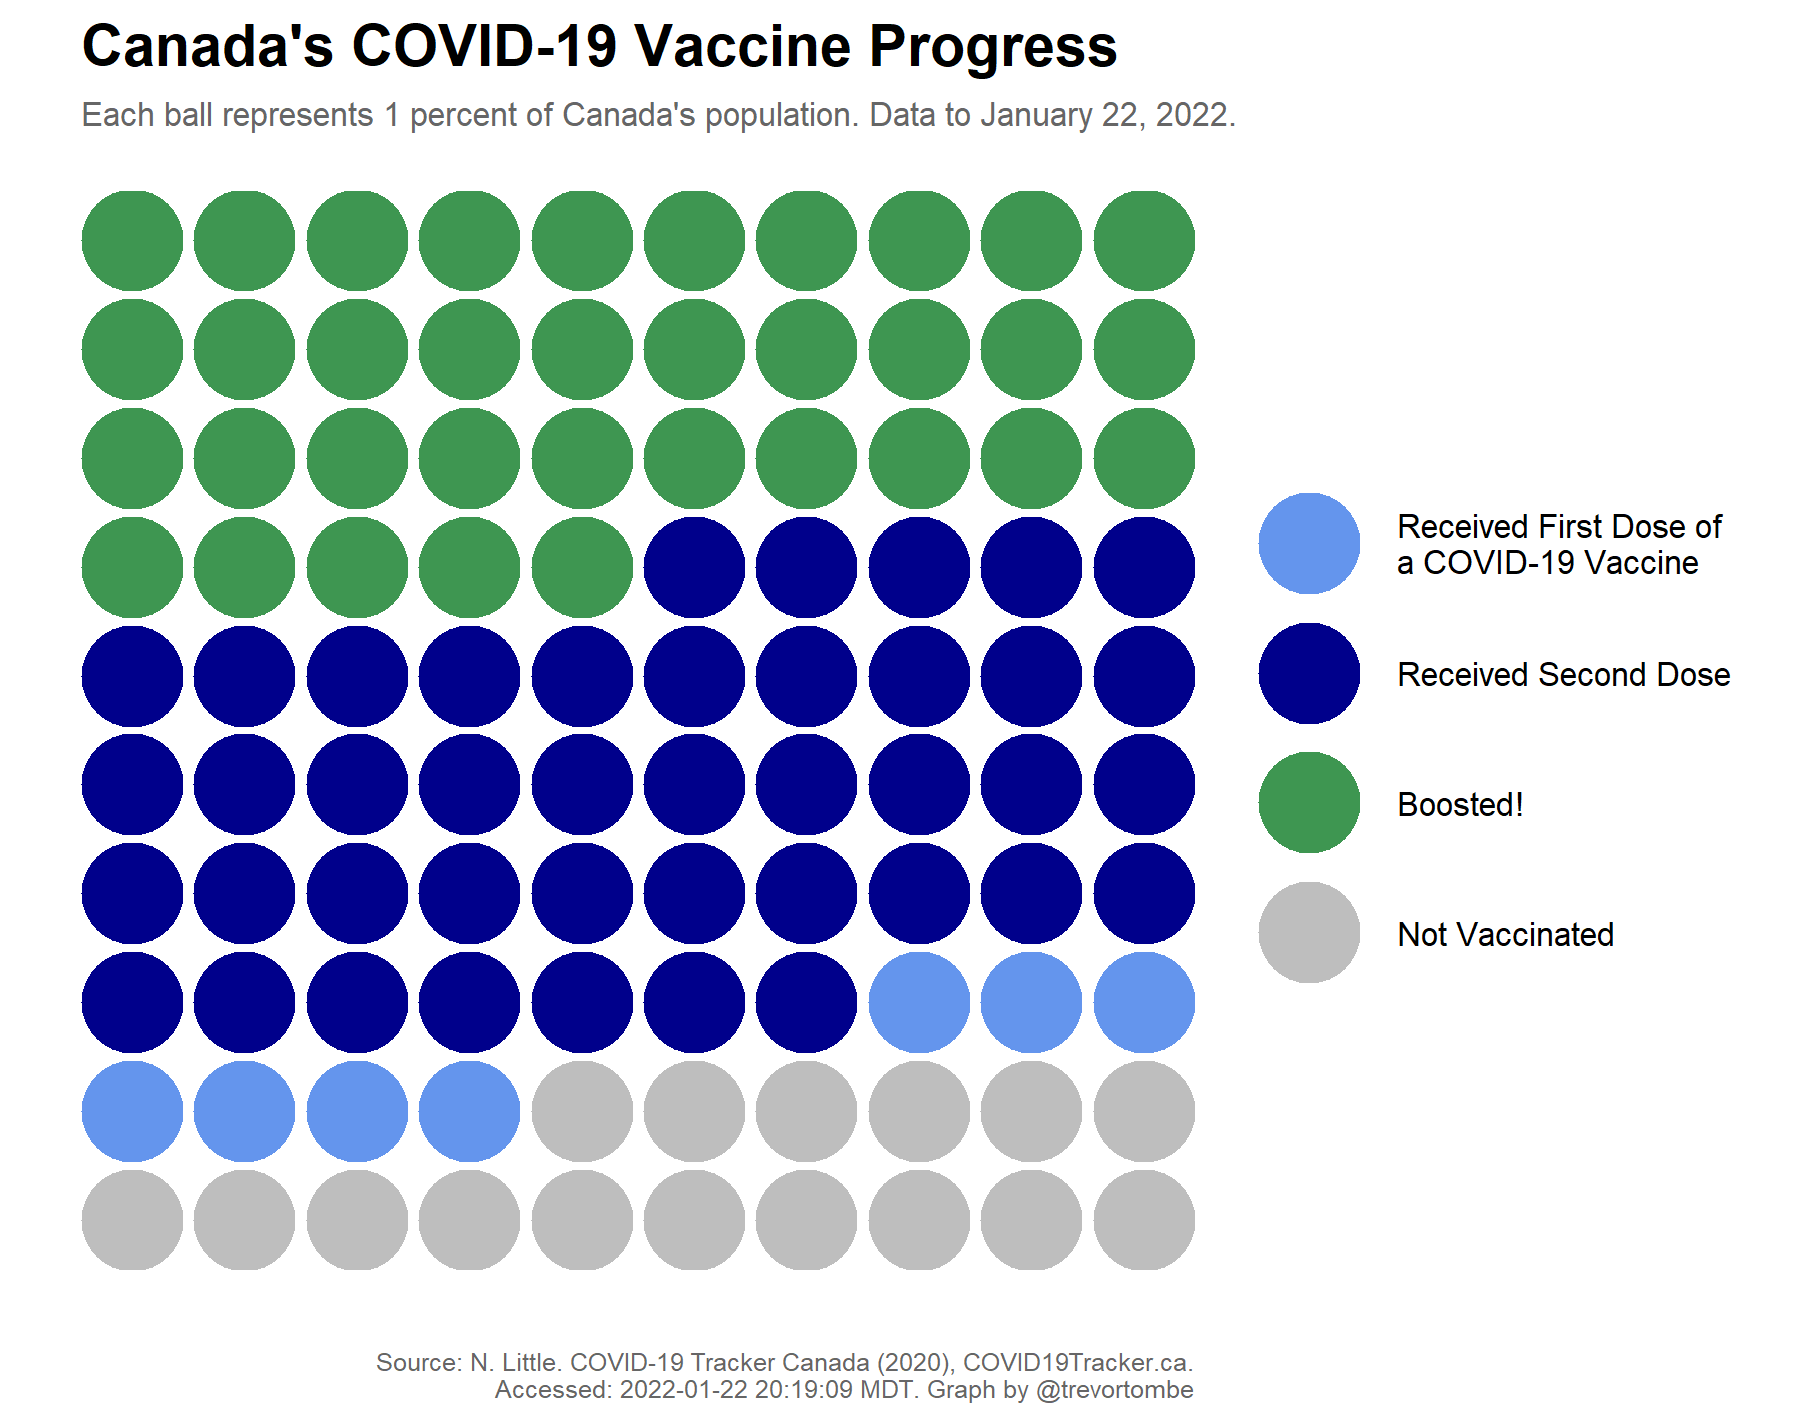 Canada's COVID-19 Vaccine Progress
Each ball represents 1 percent of Canada's population. Data to January 22, 2022.
Received First Dose of
a COVID-19 Vaccine
Received Second Dose
Boosted!
Not Vaccinated
Source: N. Little. COVID-19 Tracker Canada (2020), COVID19Tracker.ca.
Accessed: 2022-01-22 20:19:09 MDT. Graph by @trevortombe